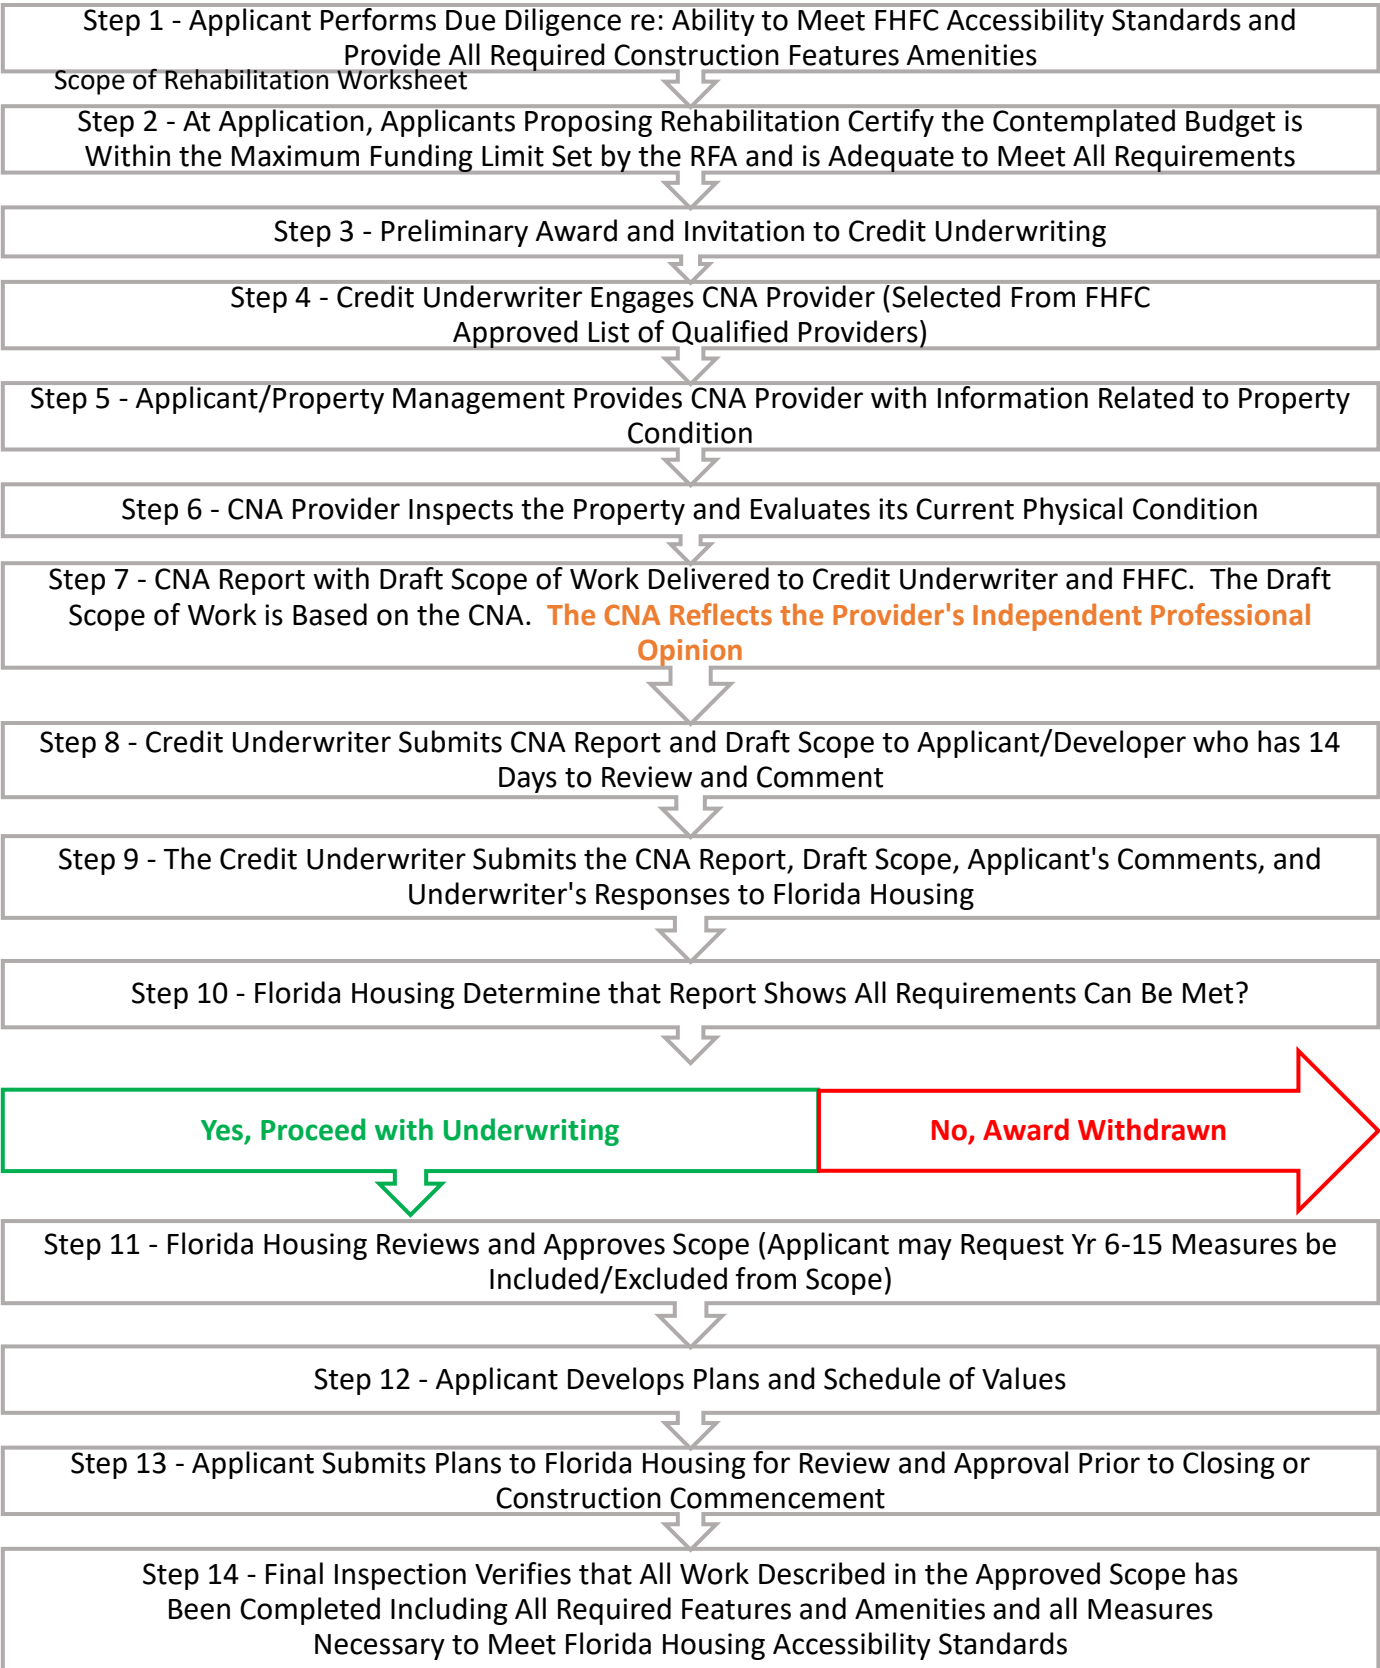 Step 1 - Applicant Performs Due Diligence re: Ability to Meet FHFC Accessibility Standards and
Provide All Required Construction Features Amenities
Scope of Rehabilitation Worksheet
Step 2 - At Application, Applicants Proposing Rehabilitation Certify the Contemplated Budget is
Within the Maximum Funding Limit Set by the RFA and is Adequate to Meet All Requirements
Step 3 - Preliminary Award and Invitation to Credit Underwriting
Step 4 - Credit Underwriter Engages CNA Provider (Selected From FHFC
Approved List of Qualified Providers)
Step 5 - Applicant/Property Management Provides CNA Provider with Information Related to Property
Condition
Step 6 - CNA Provider Inspects the Property and Evaluates its Current Physical Condition
Step 7 - CNA Report with Draft Scope of Work Delivered to Credit Underwriter and FHFC. The Draft
Scope of Work is Based on the CNA. The CNA Reflects the Provider's Independent Professional
Opinion
Step 8 - Credit Underwriter Submits CNA Report and Draft Scope to Applicant/Developer who has 14
Days to Review and Comment
Step 9 - The Credit Underwriter Submits the CNA Report, Draft Scope, Applicant's Comments, and
Underwriter's Responses to Florida Housing
Step 10 - Florida Housing Determine that Report Shows All Requirements Can Be Met?
Yes, Proceed with Underwriting
No, Award Withdrawn
Step 11 - Florida Housing Reviews and Approves Scope (Applicant may Request Yr 6-15 Measures be
Included/Excluded from Scope)
Step 12 - Applicant Develops Plans and Schedule of Values
Step 13 - Applicant Submits Plans to Florida Housing for Review and Approval Prior to Closing or
Construction Commencement
Step 14 - Final Inspection Verifies that All Work Described in the Approved Scope has
Been Completed Including All Required Features and Amenities and all Measures
Necessary to Meet Florida Housing Accessibility Standards